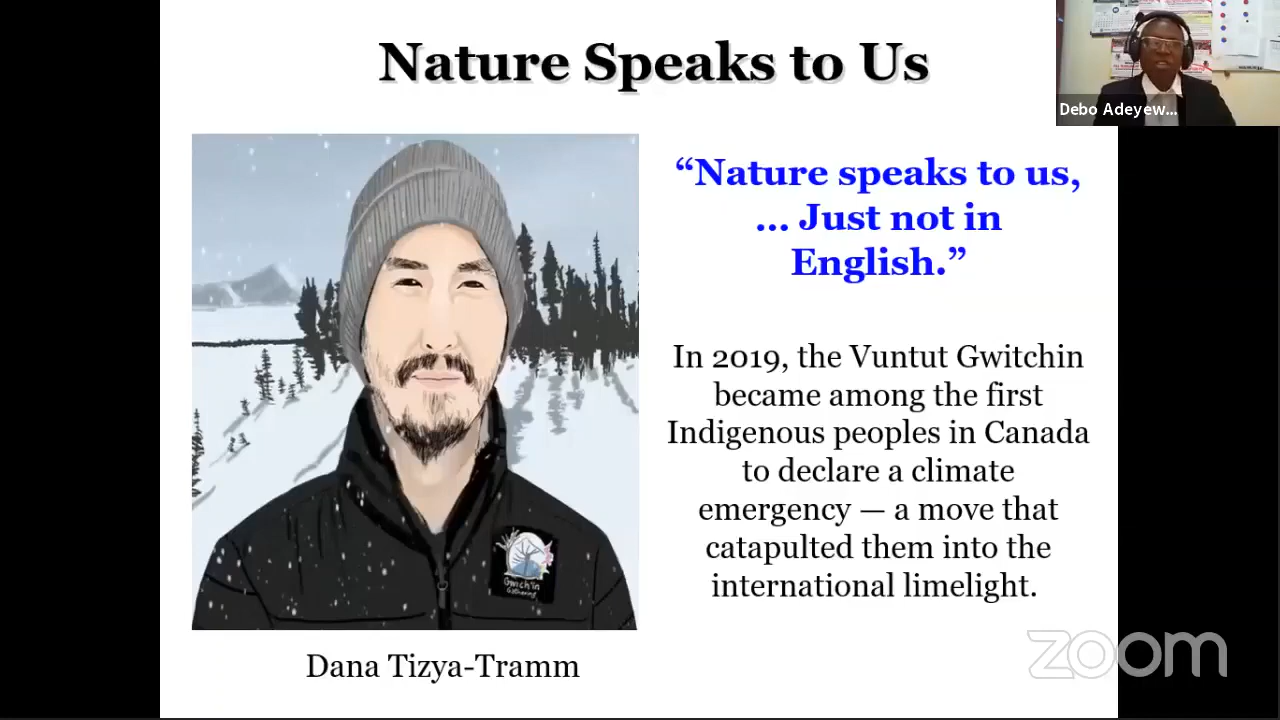 Nature Speaks to Us
Debo Adeyew...
“Nature speaks to us,
... Just not in
English.”
In 2019, the Vuntut Gwitchin
became among the first
Indigenous peoples in Canada
to declare a climate
emergency — a move that
catapulted them into the
international limelight.
Gwich'in
Gathering
Dana Tizya-Tramm
zoom